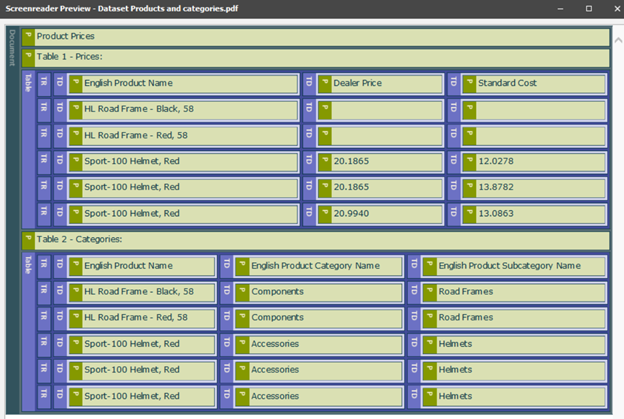 Screenreader Preview - Dataset Products and categories.pdf
Document
P Product Prices
P Table 1 - Prices:
Table
TR TD P English Product Name TD P Dealer Price TD P Standard Cost
TR TD P HL Road Frame - Black, 58 TD P TD P
TR TD P HL Road Frame - Red, 58 TD P TD P
TR TD P Sport-100 Helmet, Red TD P 20.1865 TD P 12.0278
TR TD P Sport-100 Helmet, Red TD P 20.1865 TD P 13.8782
TR TD P Sport-100 Helmet, Red TD P 20.9940 TD P 13.0863
P Table 2 - Categories:
Table
TR TD P English Product Name TD P English Product Category Name TD P English Product Subcategory Name
TR TD P HL Road Frame - Black, 58 TD P Components TD P Road Frames
TR TD P HL Road Frame - Red, 58 TD P Components TD P Road Frames
TR TD P Sport-100 Helmet, Red TD P Accessories TD P Helmets
TR TD P Sport-100 Helmet, Red TD P Accessories TD P Helmets
TR TD P Sport-100 Helmet, Red TD P Accessories TD P Helmets